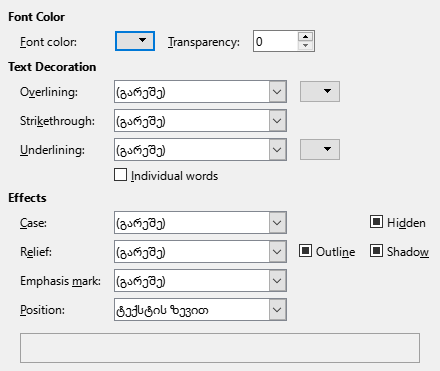 Font Color
Font color: Transparency: 0
Text Decoration
Overlining: (გარეშე)
Strikethrough: (გარეშე)
Underlining: (გარეშე)
Individual words
Effects
Case: (გარეშე) Hidden
Relief: (გარეშე) Outline Shadow
Emphasis mark: (გარეშე)
Position: ტექსტის ზევით